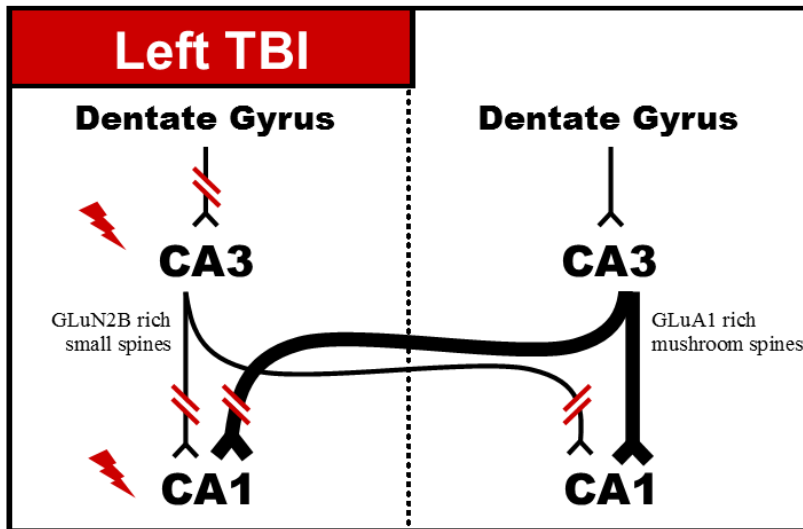 Left TBI
Dentate Gyrus
Dentate Gyrus
CA3
CA3
GLuN2B rich
small spines
GLuA1 rich
mushroom spines
CA1
CA1